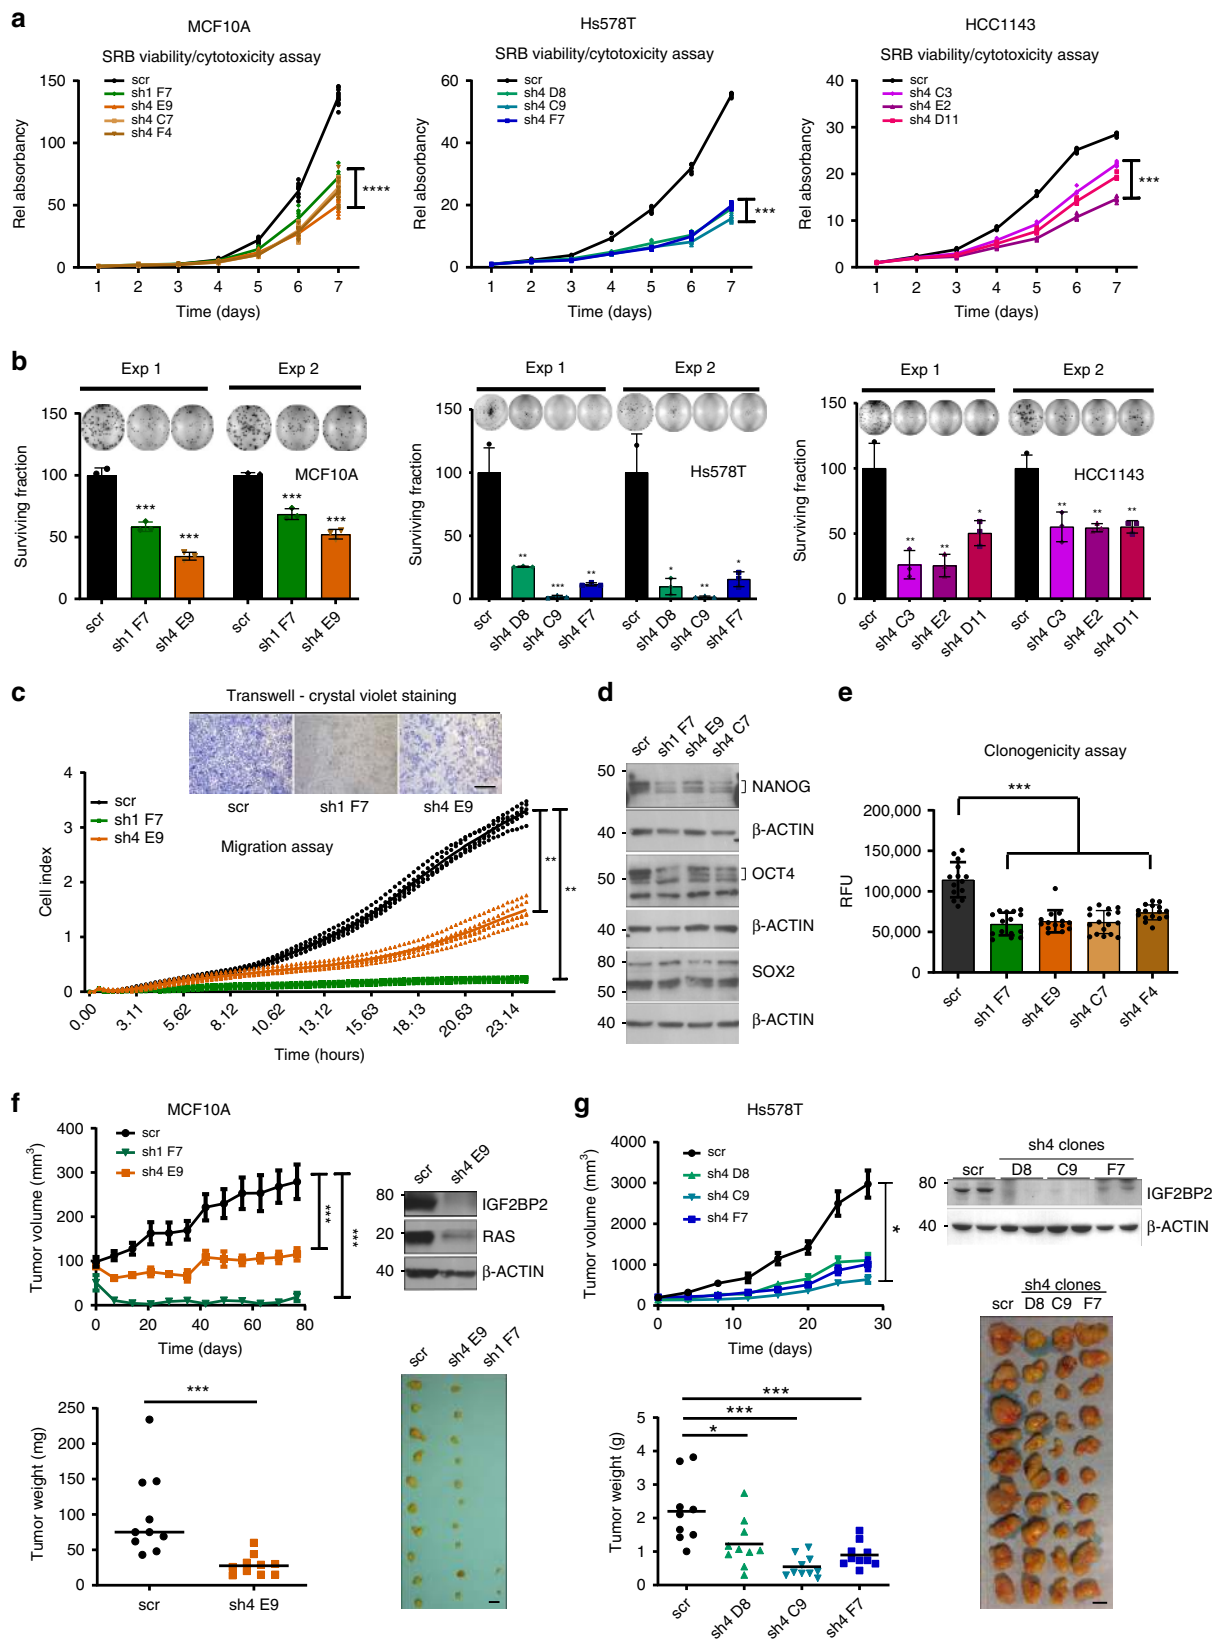 a
MCF10A
SRB viability/cytotoxicity assay
Rel absorbancy
150
100
50
0
scr
sh1 F7
sh4 E9
sh4 C7
sh4 F4
****
1 2 3 4 5 6 7
Time (days)
Hs578T
SRB viability/cytotoxicity assay
Rel absorbancy
60
40
20
0
scr
sh4 D8
sh4 C9
sh4 F7
***
1 2 3 4 5 6 7
Time (days)
HCC1143
SRB viability/cytotoxicity assay
Rel absorbancy
40
30
20
10
0
scr
sh4 C3
sh4 E2
sh4 D11
***
1 2 3 4 5 6 7
Time (days)
b
Exp 1 Exp 2
Surviving fraction
150
100
50
0
MCF10A
*** *** *** ***
scr sh1 F7 sh4 E9 scr sh1 F7 sh4 E9
Exp 1 Exp 2
Surviving fraction
150
100
50
0
Hs578T
** *** ** * ** *
scr sh4 D8 sh4 C9 sh4 F7 scr sh4 D8 sh4 C9 sh4 F7
Exp 1 Exp 2
Surviving fraction
150
100
50
0
HCC1143
** ** * ** ** **
scr sh4 C3 sh4 E2 sh4 D11 scr sh4 C3 sh4 E2 sh4 D11
c
Transwell - crystal violet staining
scr sh1 F7 sh4 E9
Cell index
4
3
2
1
0
scr
sh1 F7
sh4 E9
Migration assay
**
**
0.00 3.11 5.62 8.12 10.62 13.12 15.63 18.13 20.63 23.14
Time (hours)
d
scr sh1 F7 sh4 E9 sh4 C7
50
NANOG
40
β-ACTIN
50
OCT4
40
β-ACTIN
80
SOX2
50
40
β-ACTIN
e
Clonogenicity assay
***
RFU
200,000
150,000
100,000
50,000
0
scr sh1 F7 sh4 E9 sh4 C7 sh4 F4
f
MCF10A
Tumor volume (mm³)
400
300
200
100
0
scr
sh1 F7
sh4 E9
***
***
0 20 40 60 80
Time (days)
scr sh4 E9
80
IGF2BP2
20
RAS
40
β-ACTIN
Tumor weight (mg)
250
200
150
100
50
0
***
scr sh4 E9
scr sh4 E9 sh1 F7
g
Hs578T
Tumor volume (mm³)
4000
3000
2000
1000
0
scr
sh4 D8
sh4 C9
sh4 F7
*
0 10 20 30
Time (days)
sh4 clones
scr D8 C9 F7
80
IGF2BP2
40
β-ACTIN
Tumor weight (g)
5
4
3
2
1
0
***
***
*
scr sh4 D8 sh4 C9 sh4 F7
sh4 clones
scr D8 C9 F7